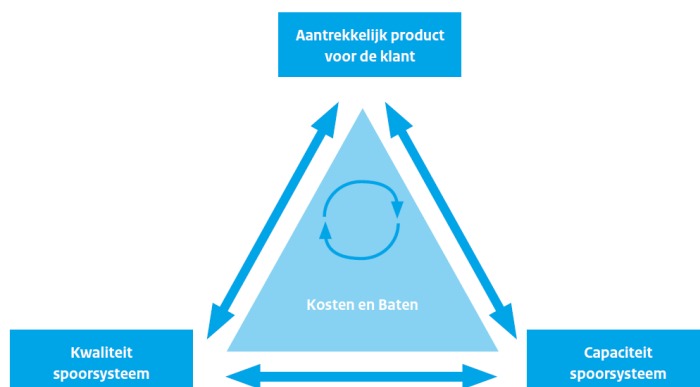 Aantrekkelijk product
voor de klant
Kosten en Baten
Kwaliteit
spoorsysteem
Capaciteit
spoorsysteem